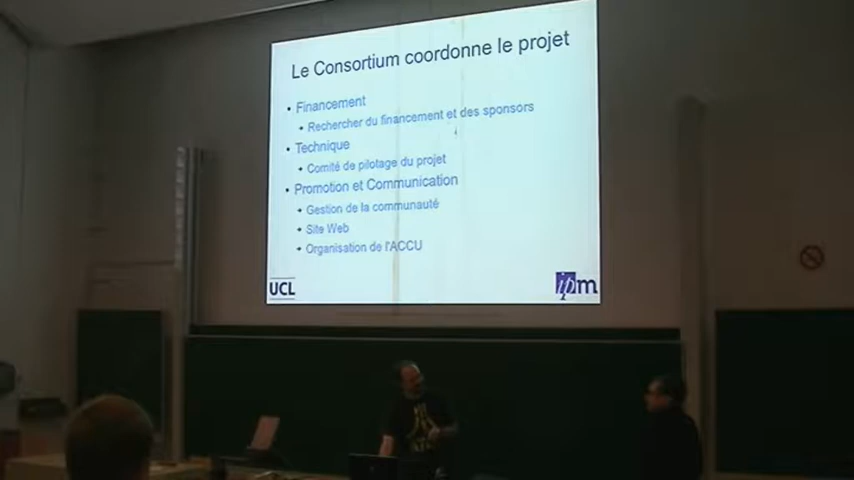 Le Consortium coordonne le projet
• Financement
• Rechercher du financement et des sponsors
• Technique
• Comité de pilotage du projet
• Promotion et Communication
• Gestion de la communauté
• Site Web
• Organisation de l'ACCU
UCL
ipm